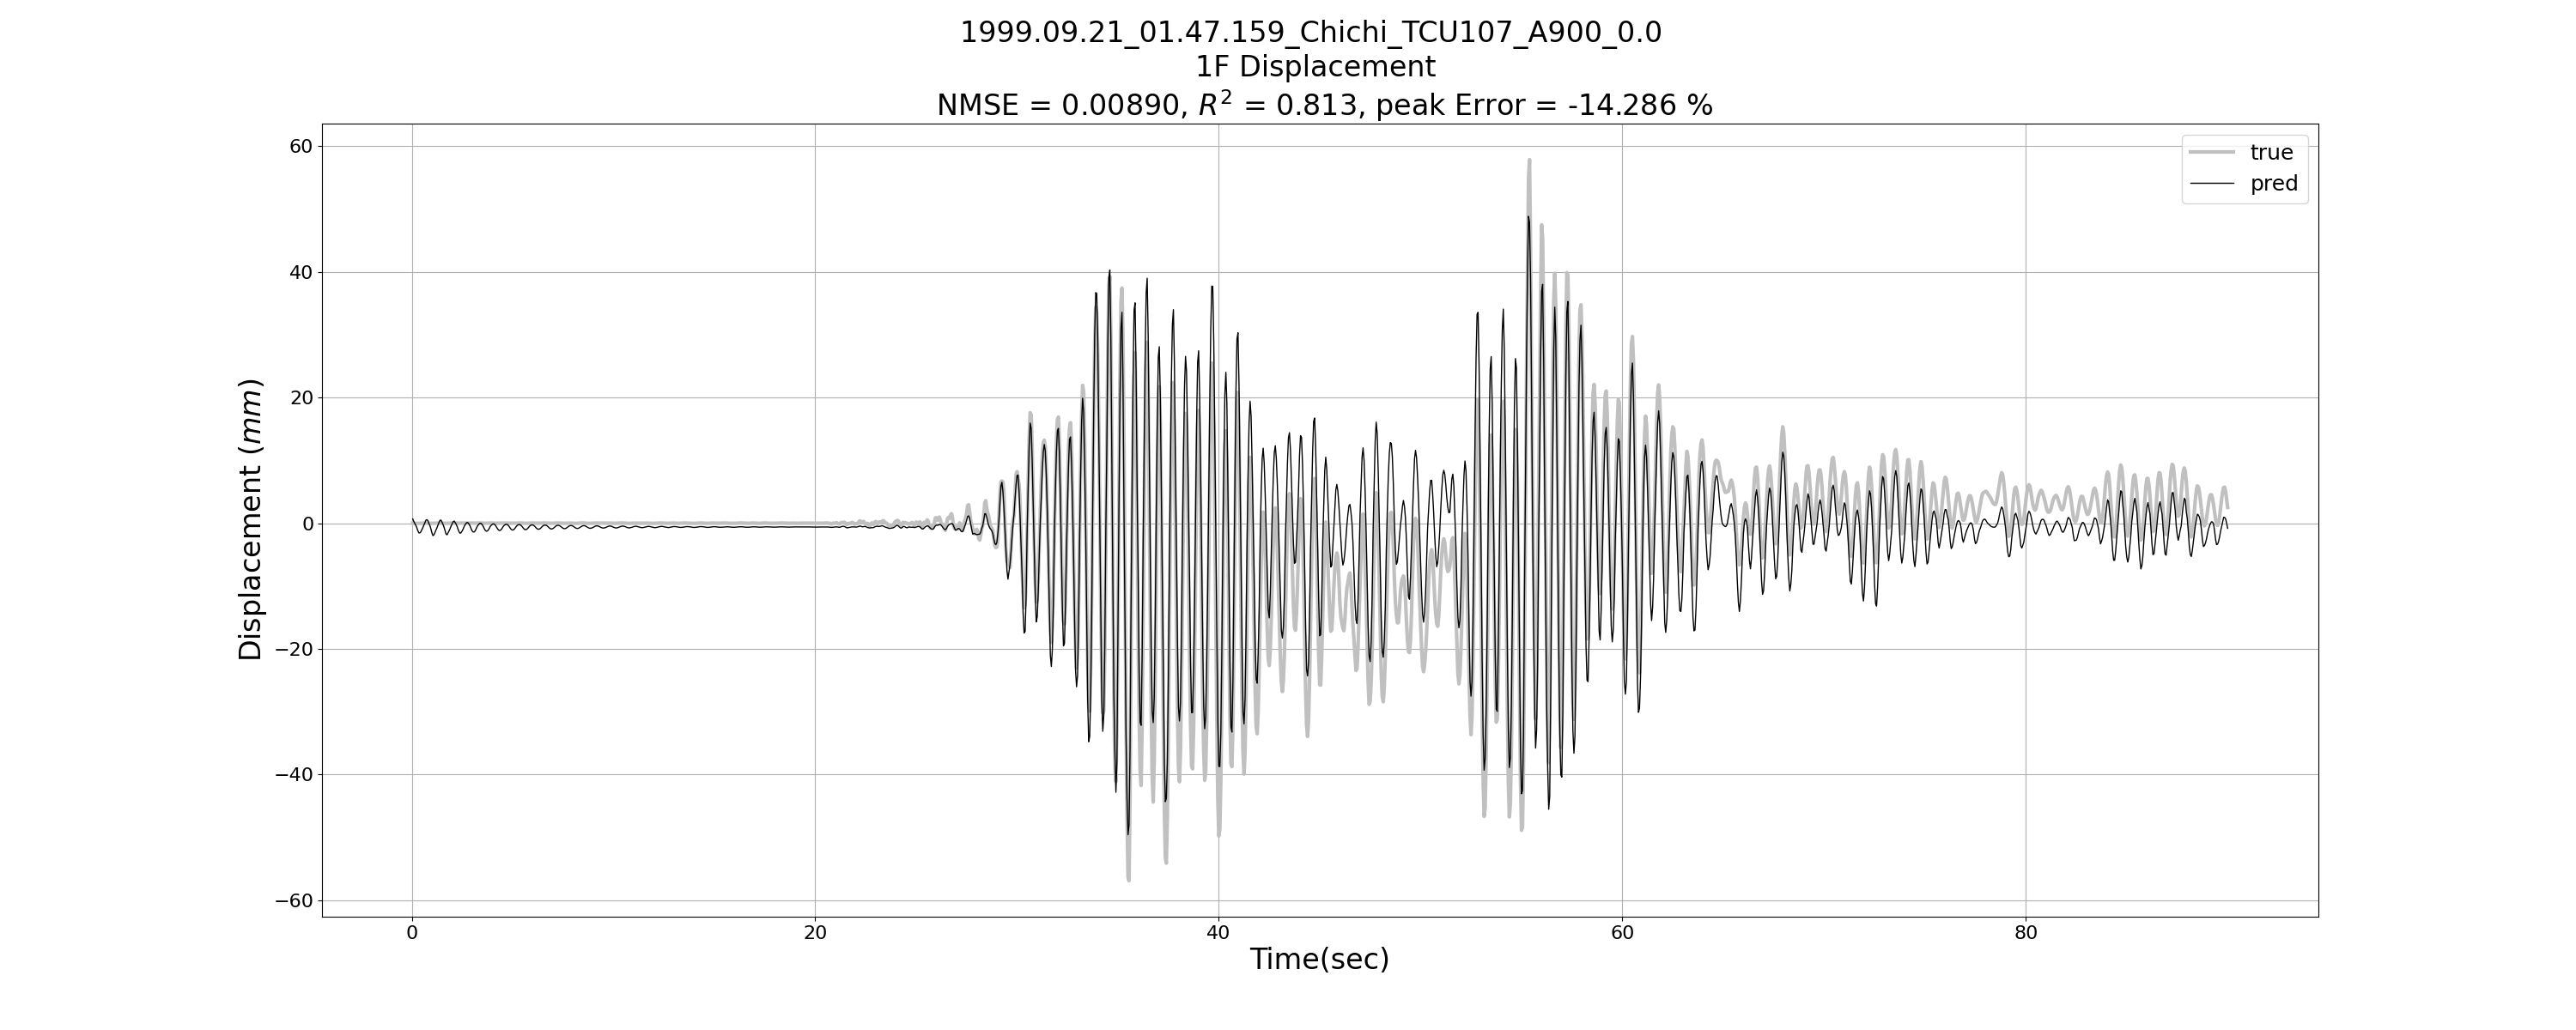 1999.09.21_01.47.159_Chichi_TCU107_A900_0.0
1F Displacement
NMSE = 0.00890, R² = 0.813, peak Error = -14.286 %
true
pred
Displacement (mm)
60
40
20
0
−20
−40
−60
0
20
40
60
80
Time(sec)